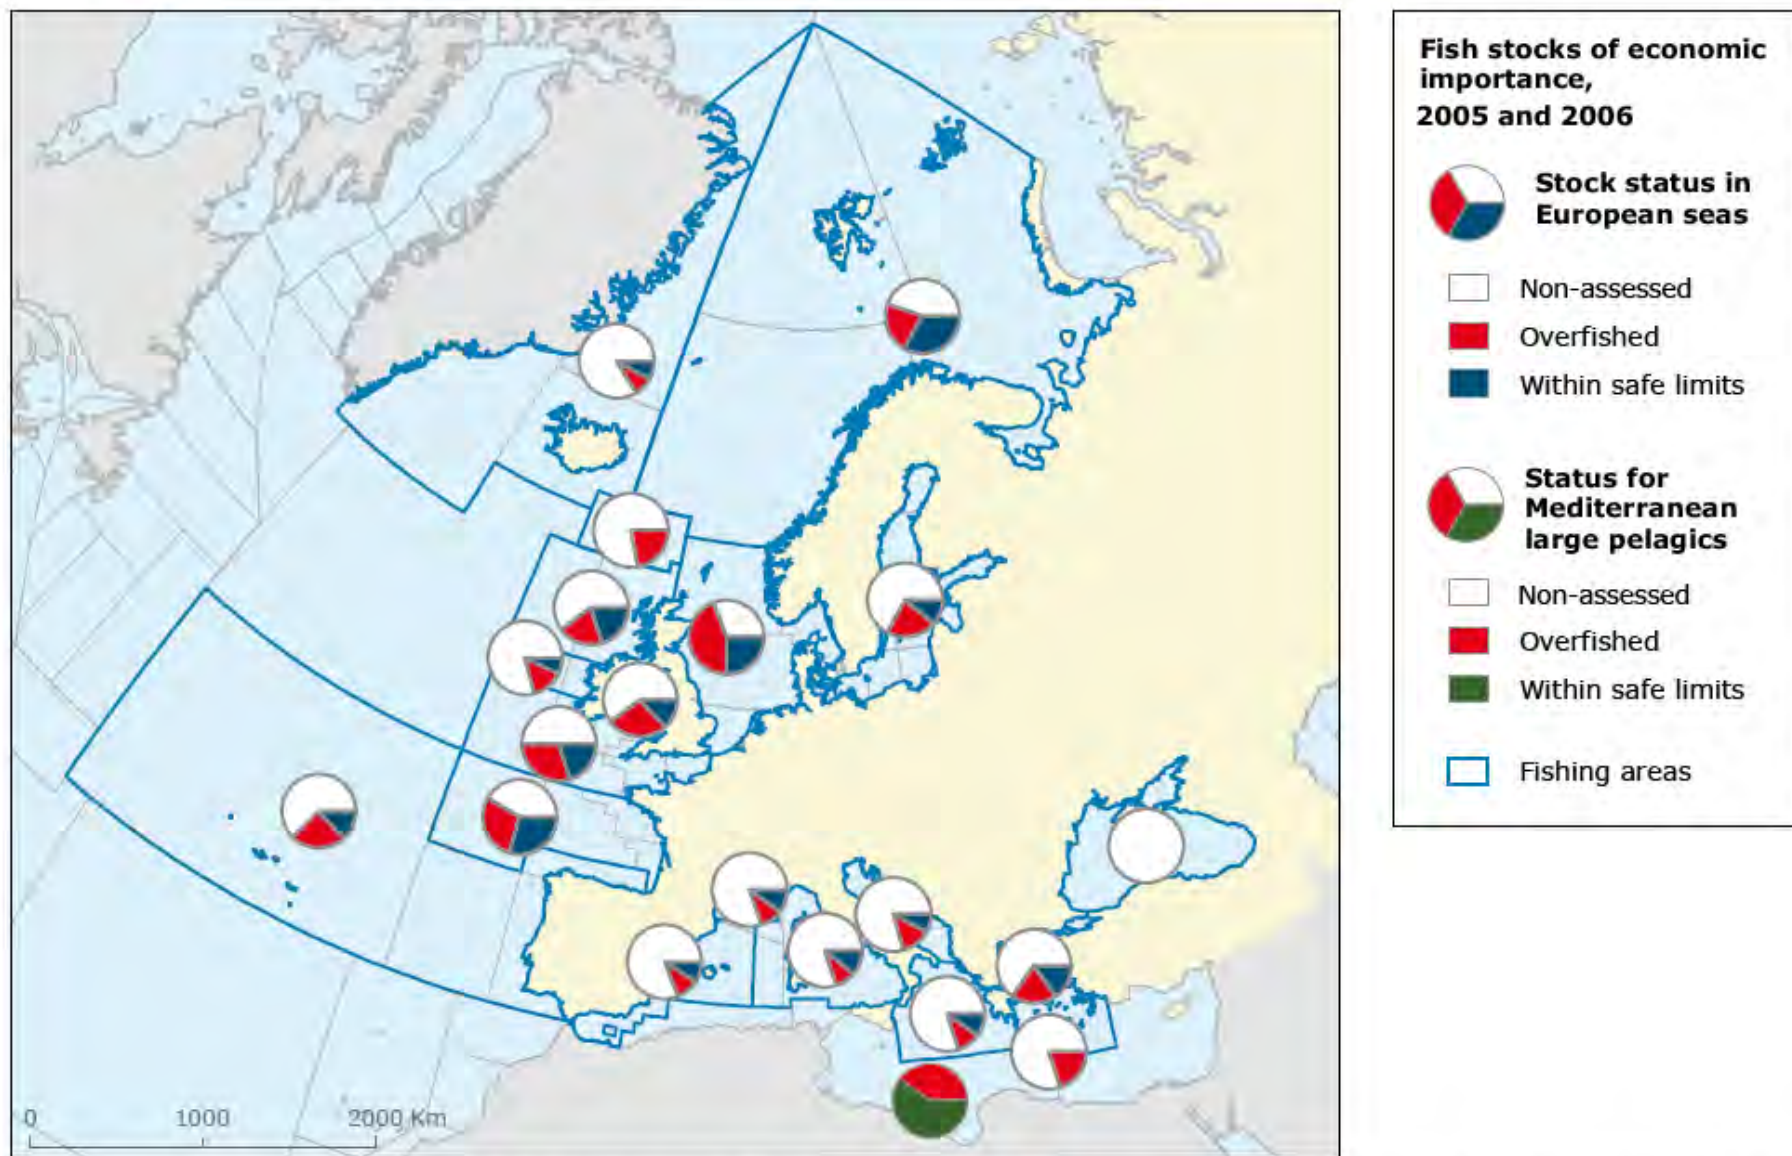 Fish stocks of economic
importance,
2005 and 2006
Stock status in
European seas
Non-assessed
Overfished
Within safe limits
Status for
Mediterranean
large pelagics
Non-assessed
Overfished
Within safe limits
Fishing areas
0 1000 2000 Km